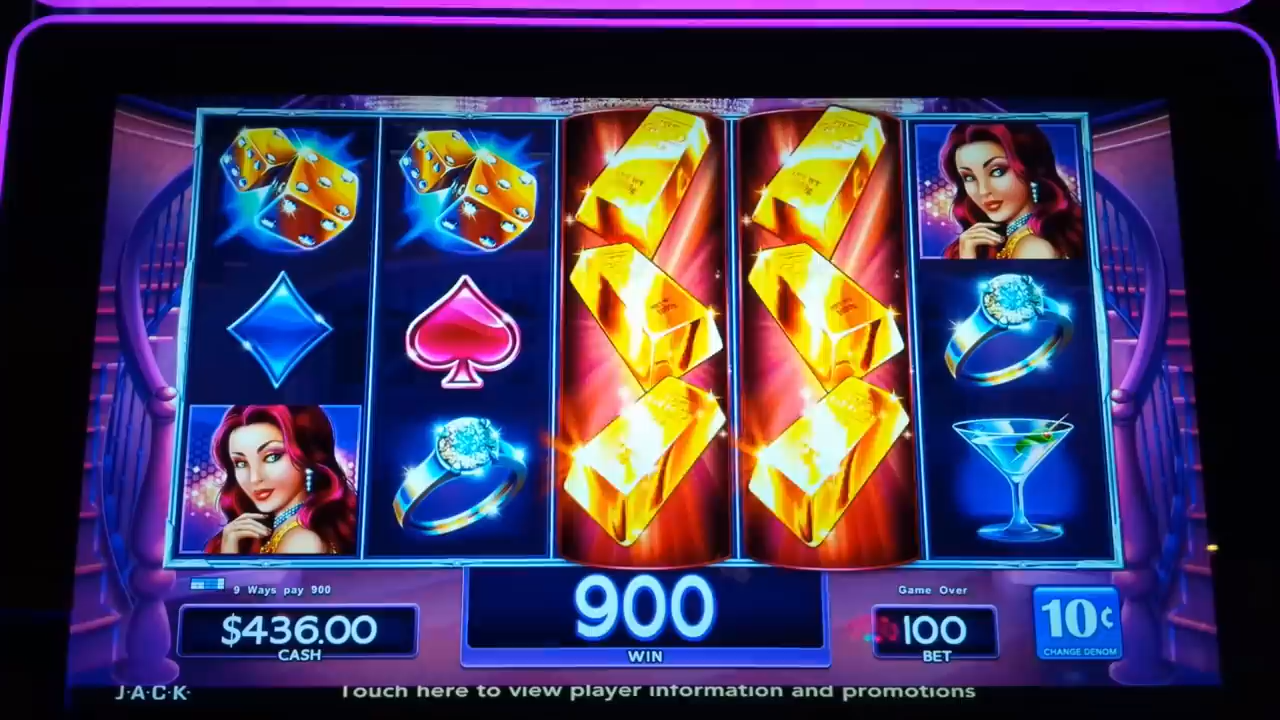 9 Ways pay 900
$436.00
CASH
900
WIN
Game Over
100
BET
10¢
CHANGE DENOM
J·A·C·K
Touch here to view player information and promotions